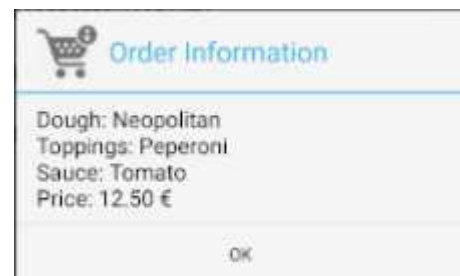 Order Information
Dough: Neopolitan
Toppings: Peperoni
Sauce: Tomato
Price: 12.50 €
OK